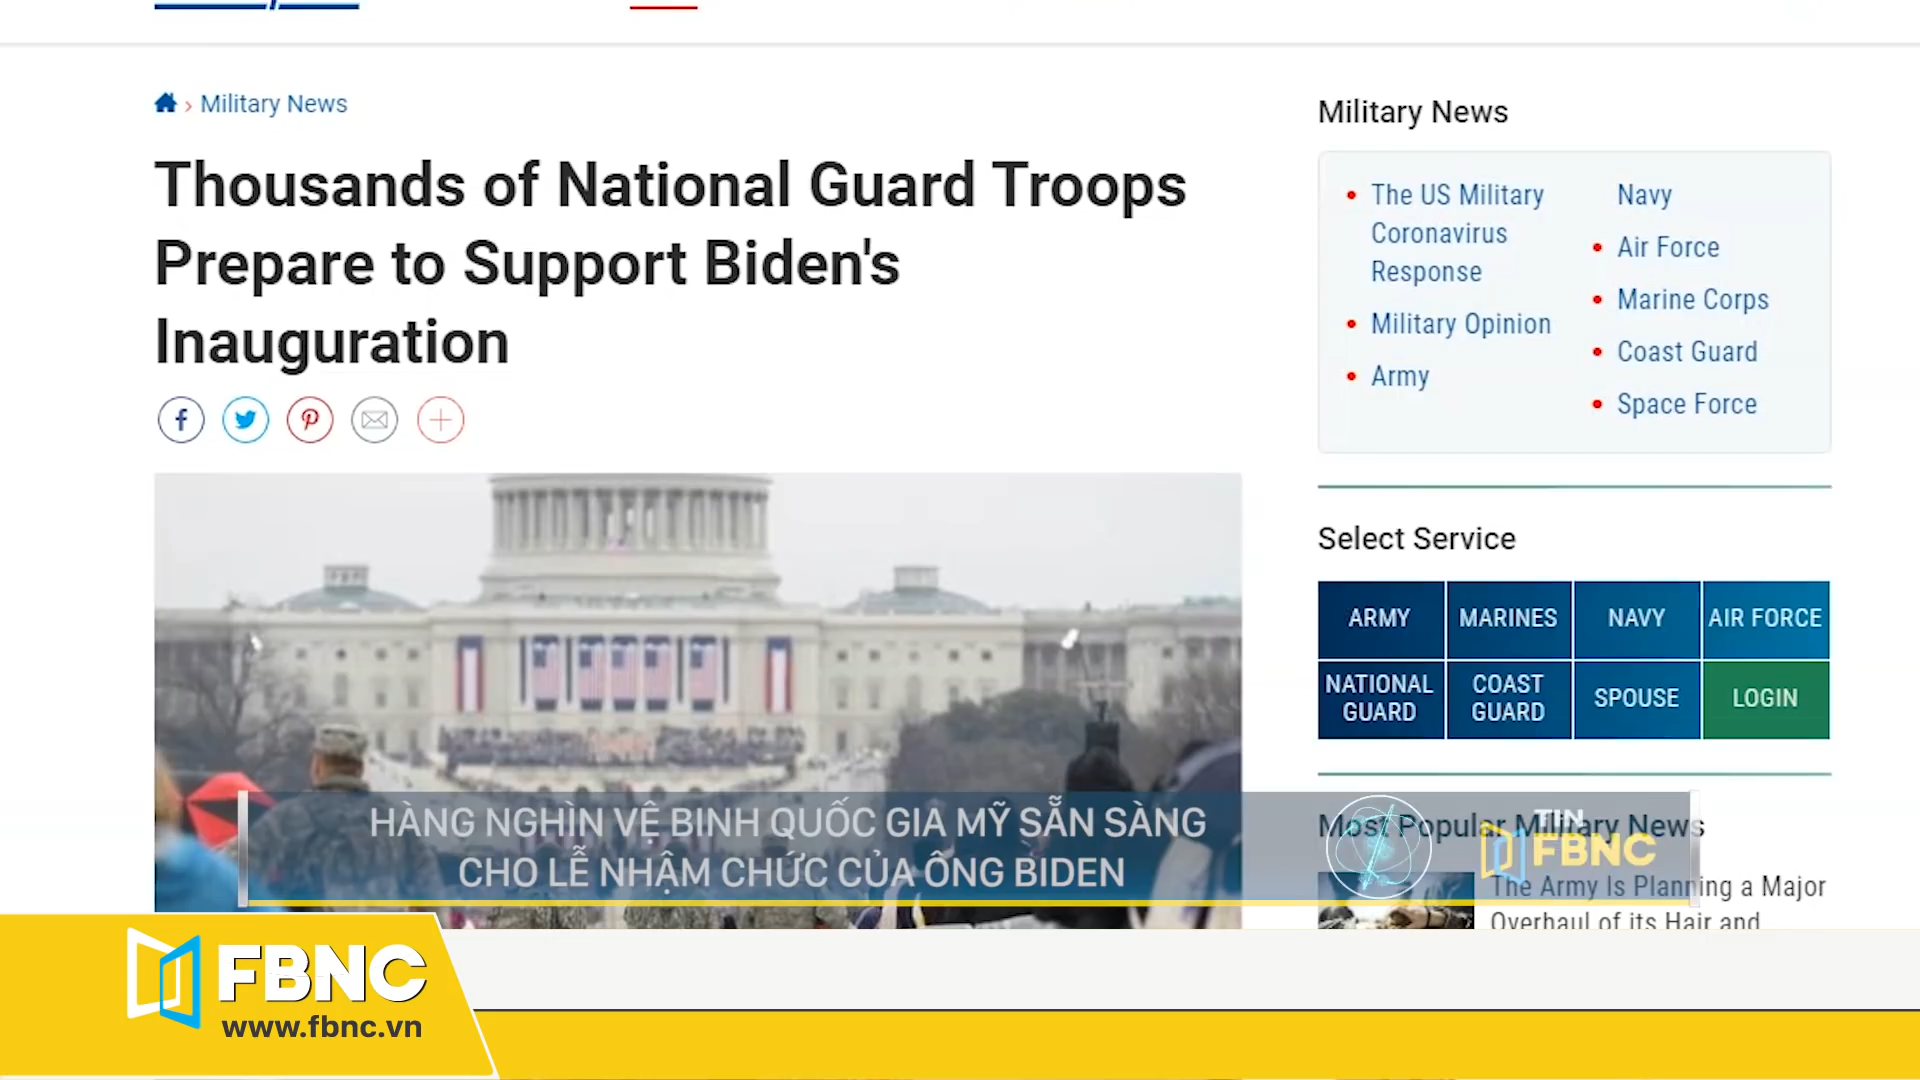 Military News
Thousands of National Guard Troops
Prepare to Support Biden's
Inauguration
Military News
The US Military
Coronavirus
Response
Military Opinion
Army
Navy
Air Force
Marine Corps
Coast Guard
Space Force
Select Service
ARMY
MARINES
NAVY
AIR FORCE
NATIONAL
GUARD
COAST
GUARD
SPOUSE
LOGIN
Most Popular Military News
The Army Is Planning a Major
Overhaul of its Hair and
HÀNG NGHÌN VỆ BINH QUỐC GIA MỸ SẴN SÀNG
CHO LỄ NHẬM CHỨC CỦA ÔNG BIDEN
TIN
FBNC
FBNC
www.fbnc.vn